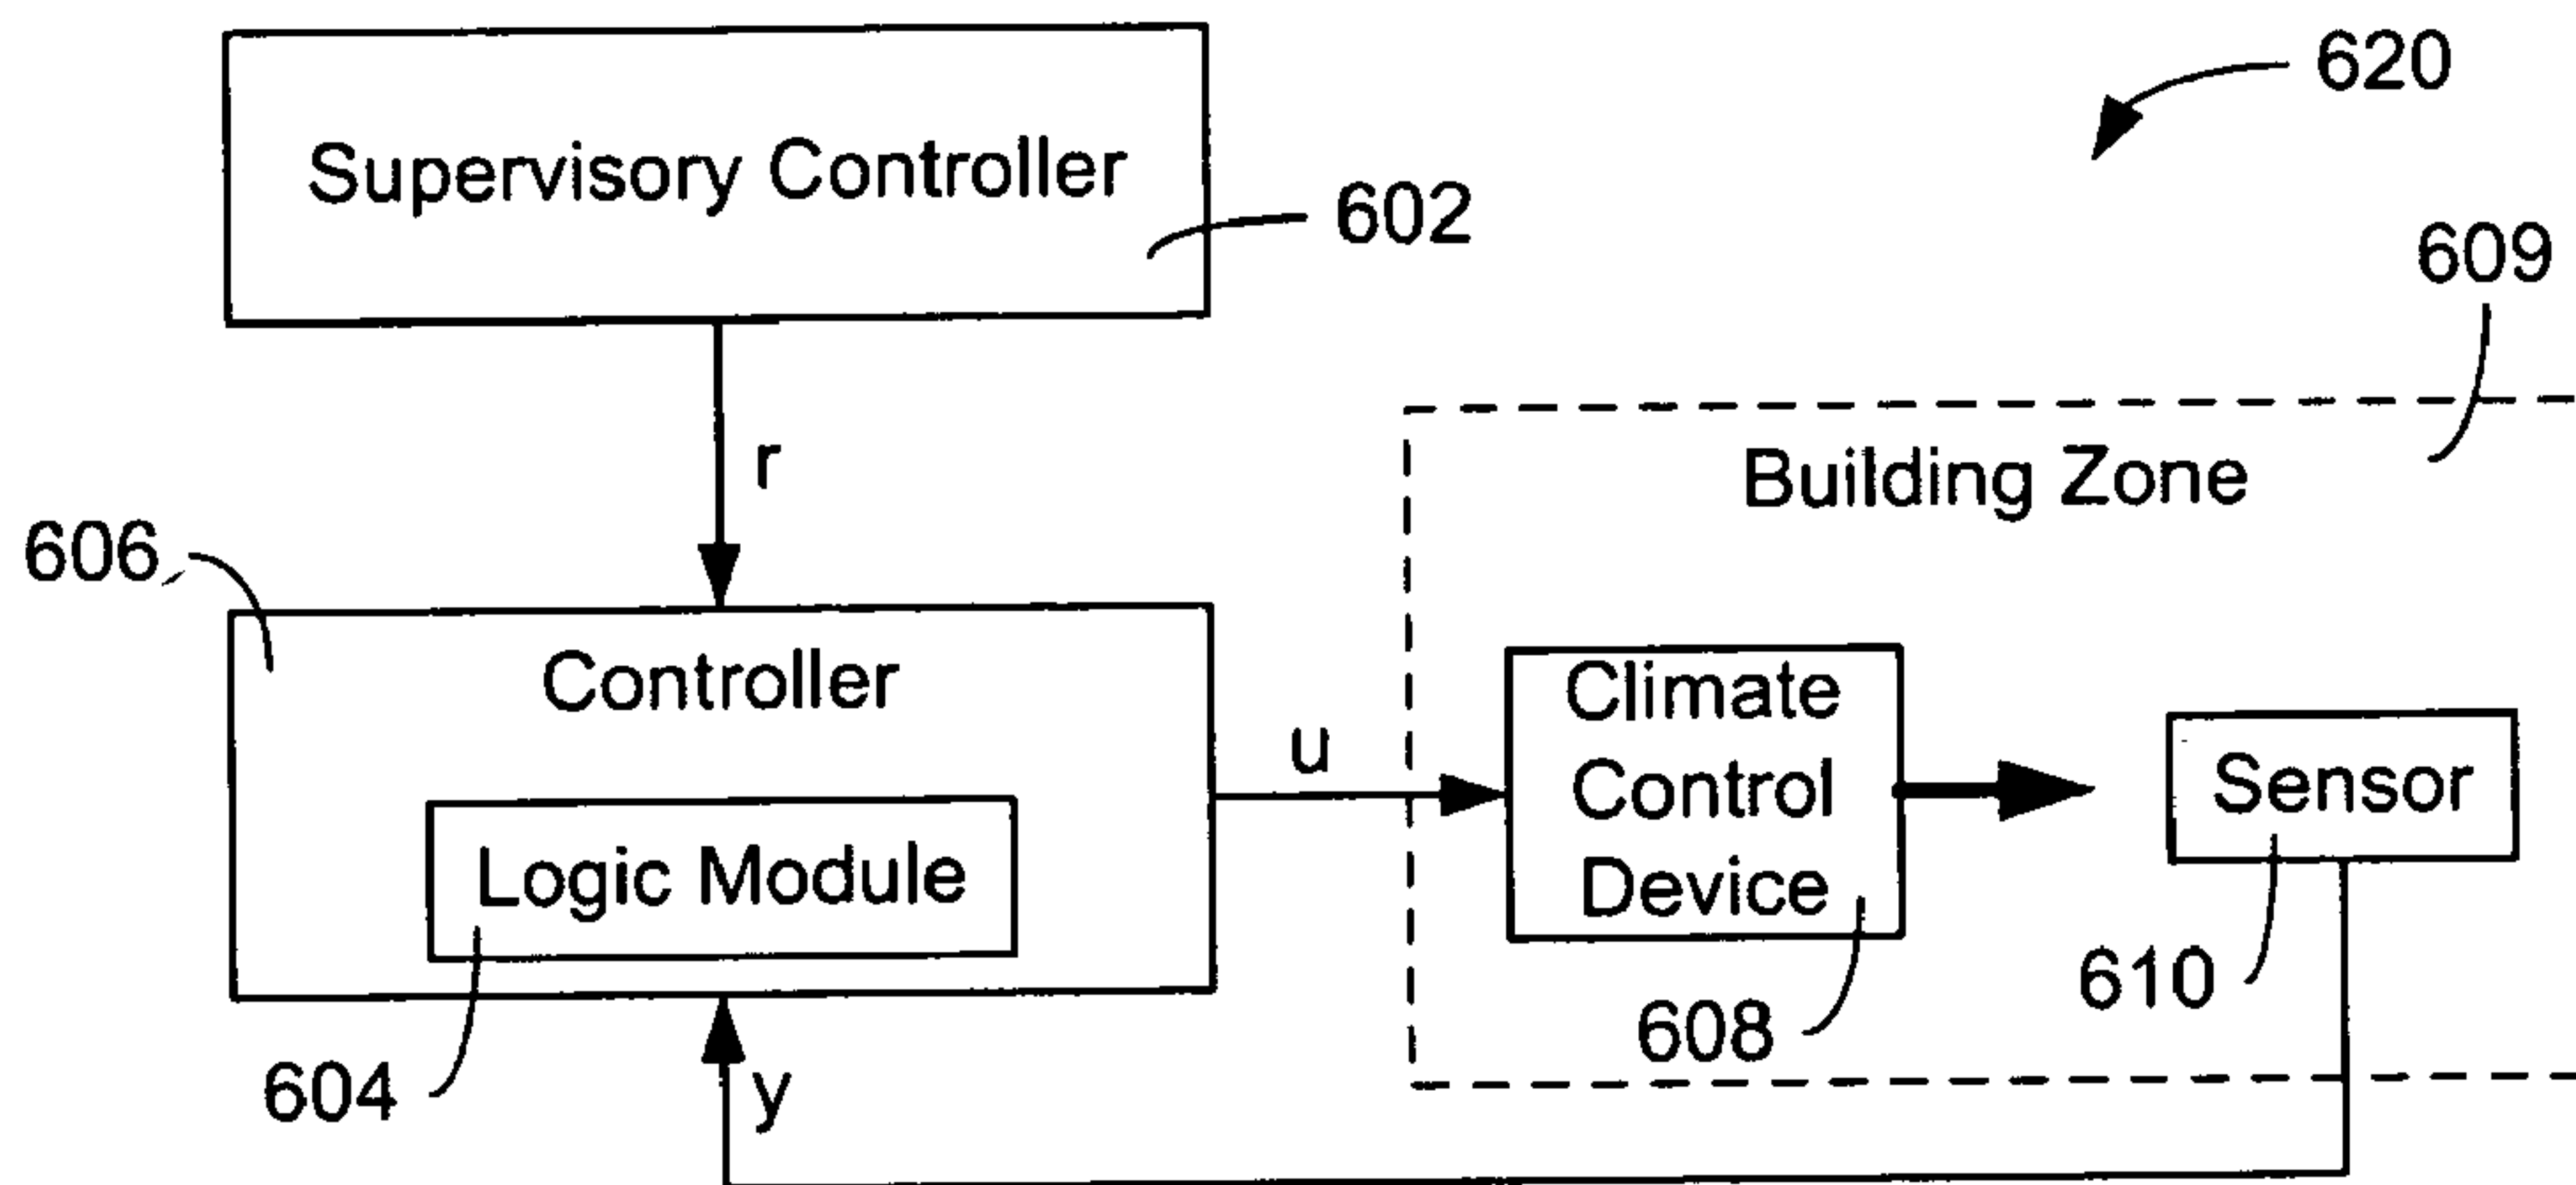 620
Supervisory Controller
602
609
r
Building Zone
606
Controller
Climate
Control
Device
u
Sensor
Logic Module
610
608
604
y